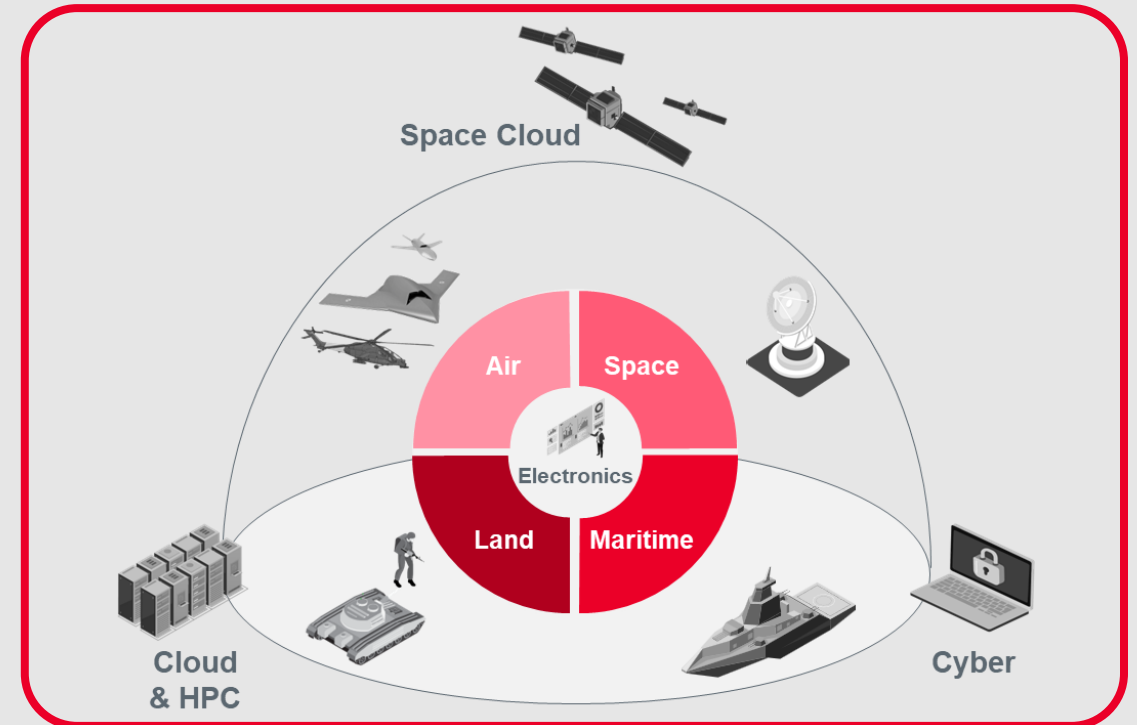 Space Cloud
Air
Space
Electronics
Land
Maritime
Cloud
& HPC
Cyber